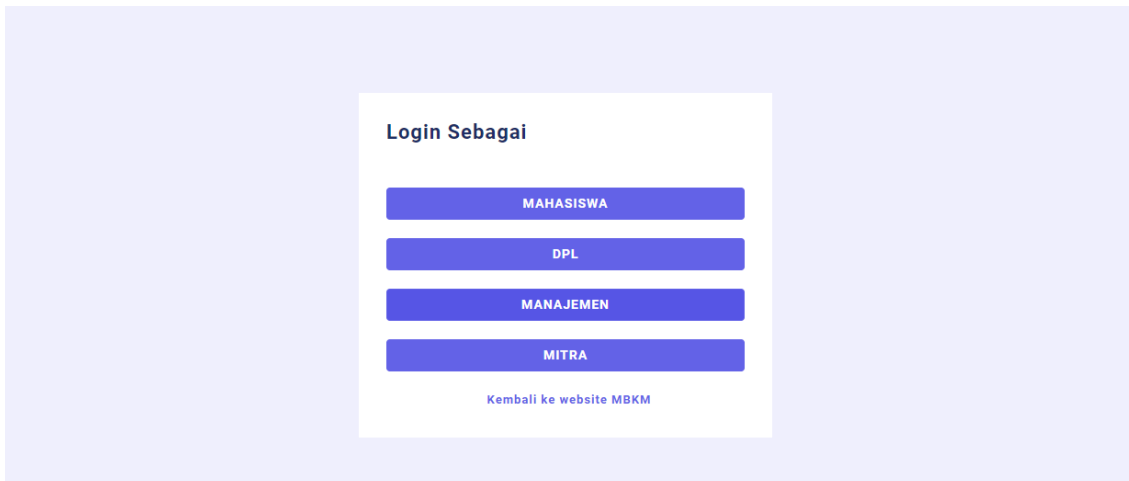 Login Sebagai
MAHASISWA
DPL
MANAJEMEN
MITRA
Kembali ke website MBKM